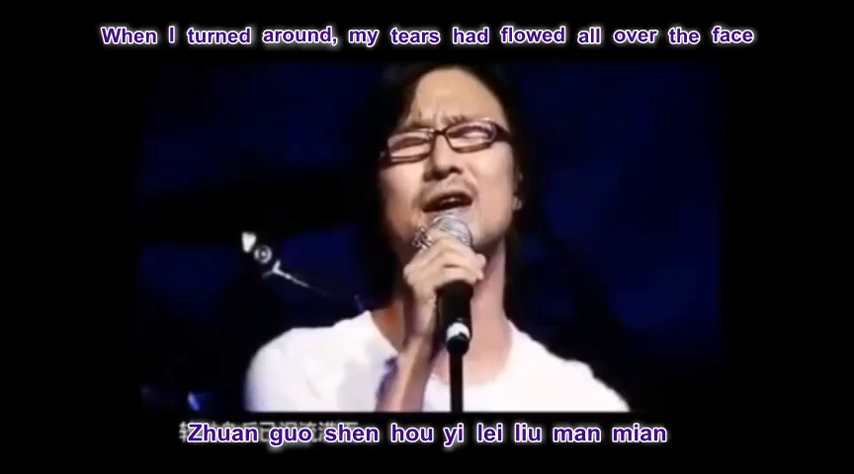 When I turned around, my tears had flowed all over the face
Zhuan guo shen hou yi lei liu man mian